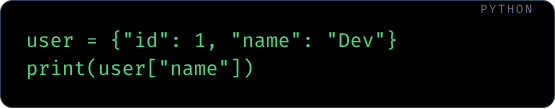 PYTHON
user = {"id": 1, "name": "Dev"}
print(user["name"])